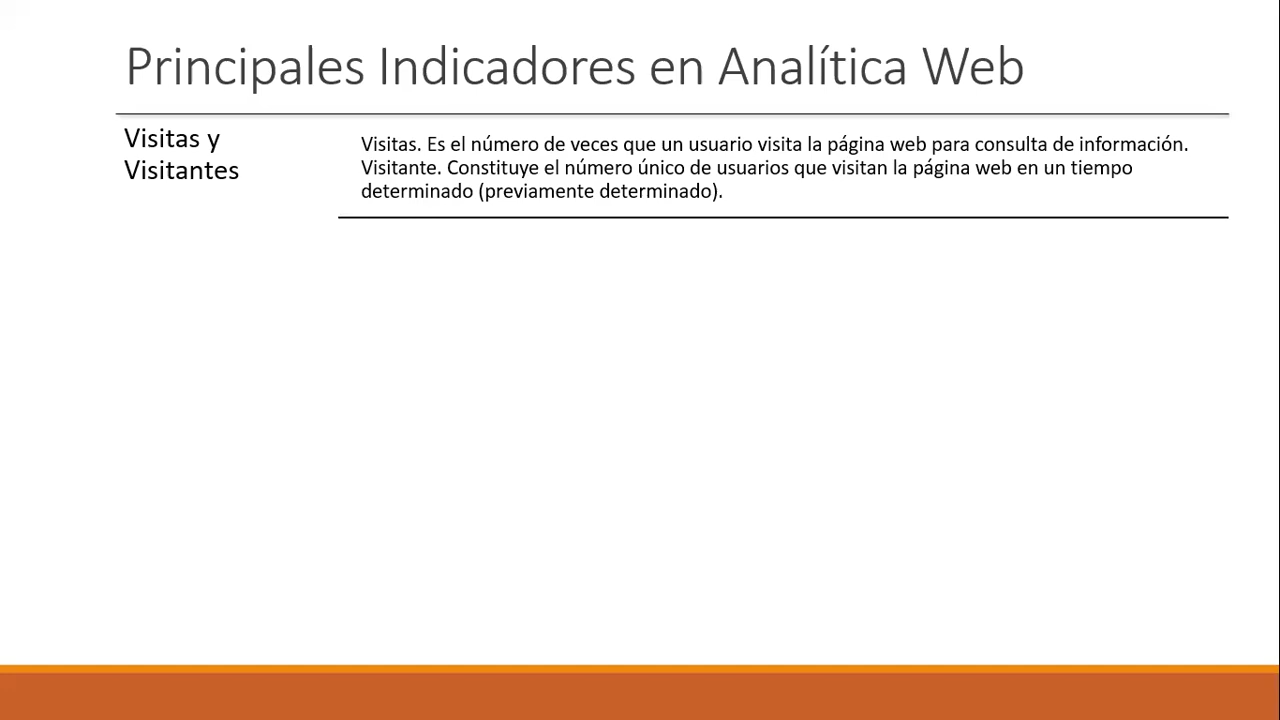 Principales Indicadores en Analítica Web
Visitas y
Visitantes
Visitas. Es el número de veces que un usuario visita la página web para consulta de información.
Visitante. Constituye el número único de usuarios que visitan la página web en un tiempo
determinado (previamente determinado).